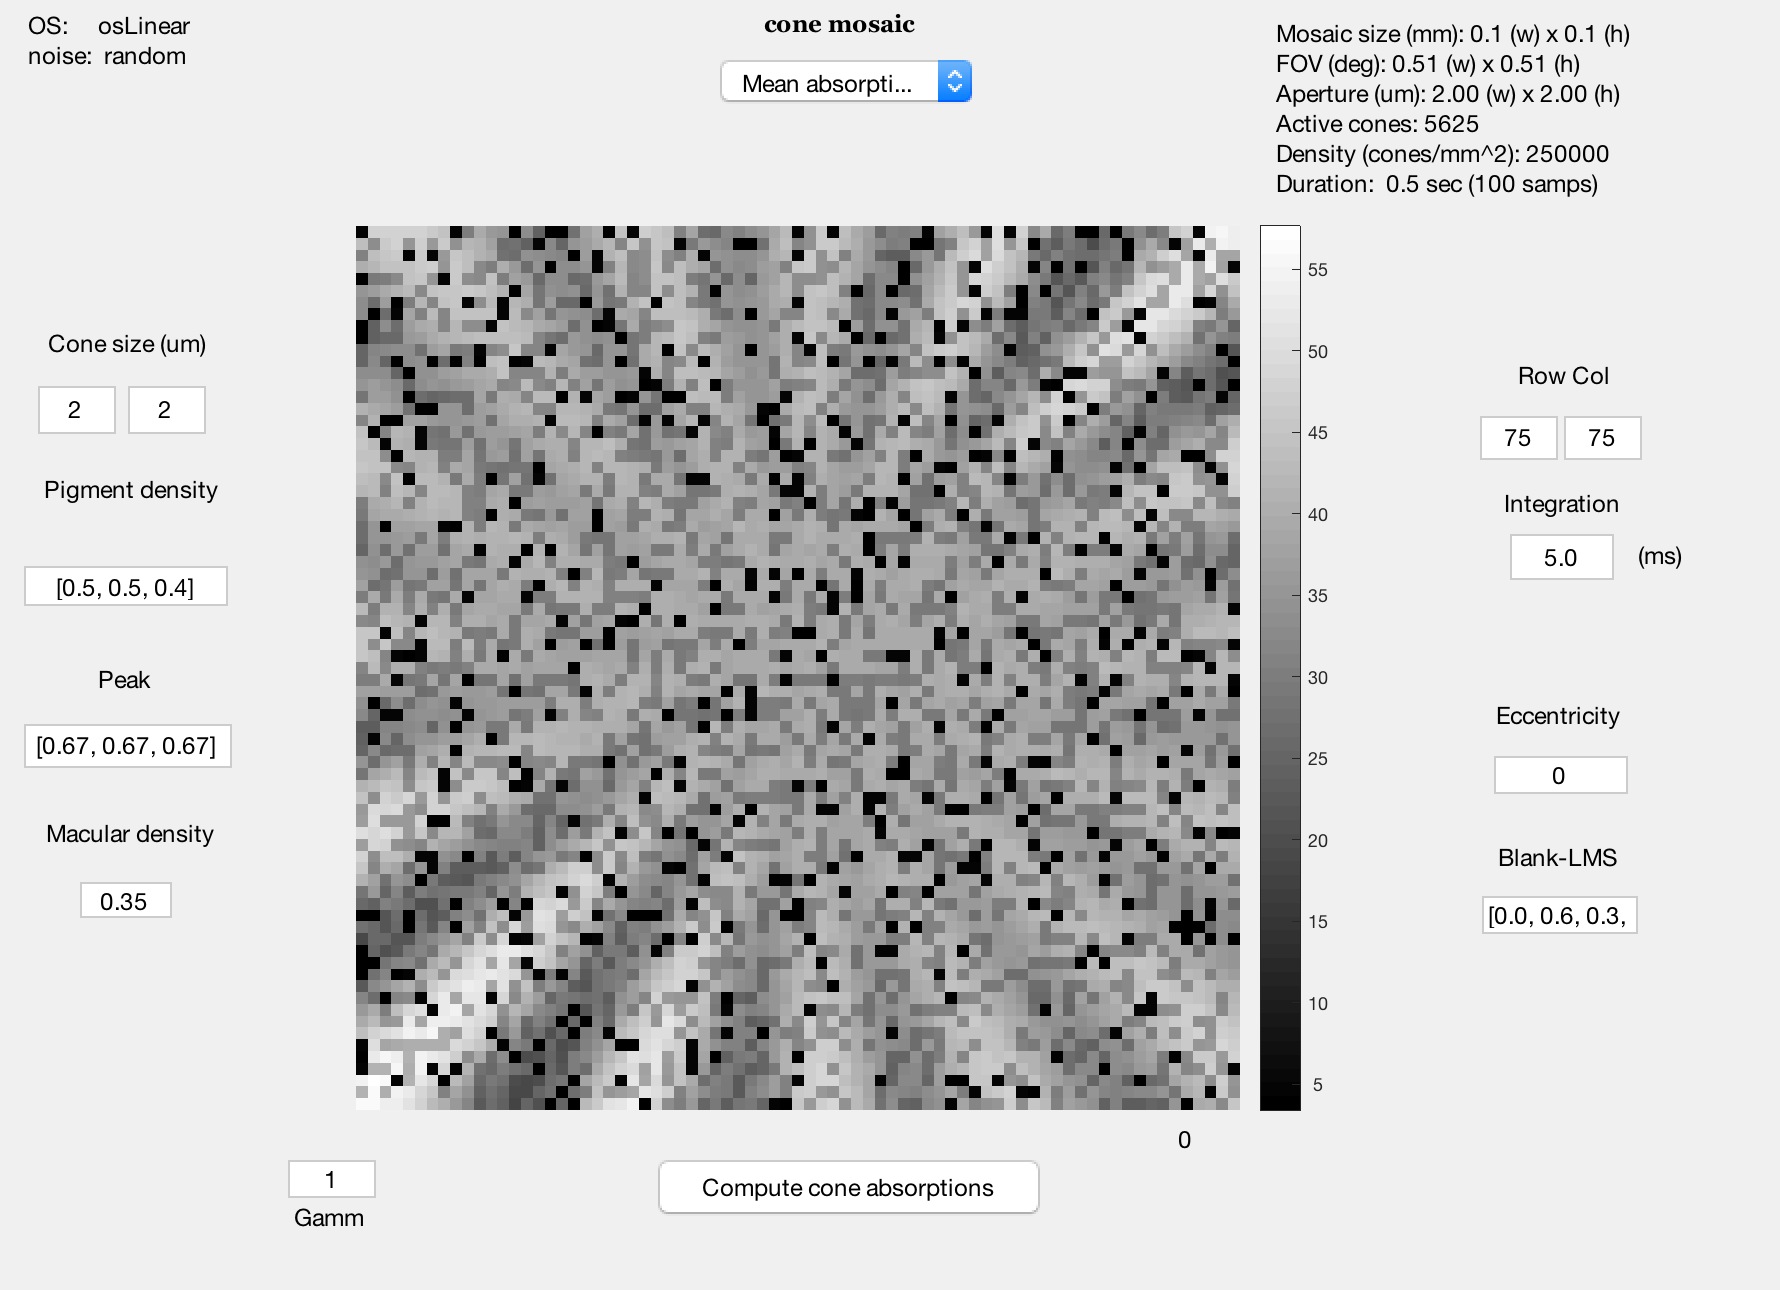 OS: osLinear
noise: random
cone mosaic
Mean absorpti...
Mosaic size (mm): 0.1 (w) x 0.1 (h)
FOV (deg): 0.51 (w) x 0.51 (h)
Aperture (um): 2.00 (w) x 2.00 (h)
Active cones: 5625
Density (cones/mm^2): 250000
Duration: 0.5 sec (100 samps)
Cone size (um)
2 2
Pigment density
[0.5, 0.5, 0.4]
Peak
[0.67, 0.67, 0.67]
Macular density
0.35
55
50
45
40
35
30
25
20
15
10
5
Row Col
75 75
Integration
5.0 (ms)
Eccentricity
0
Blank-LMS
[0.0, 0.6, 0.3,
0
1
Gamm
Compute cone absorptions